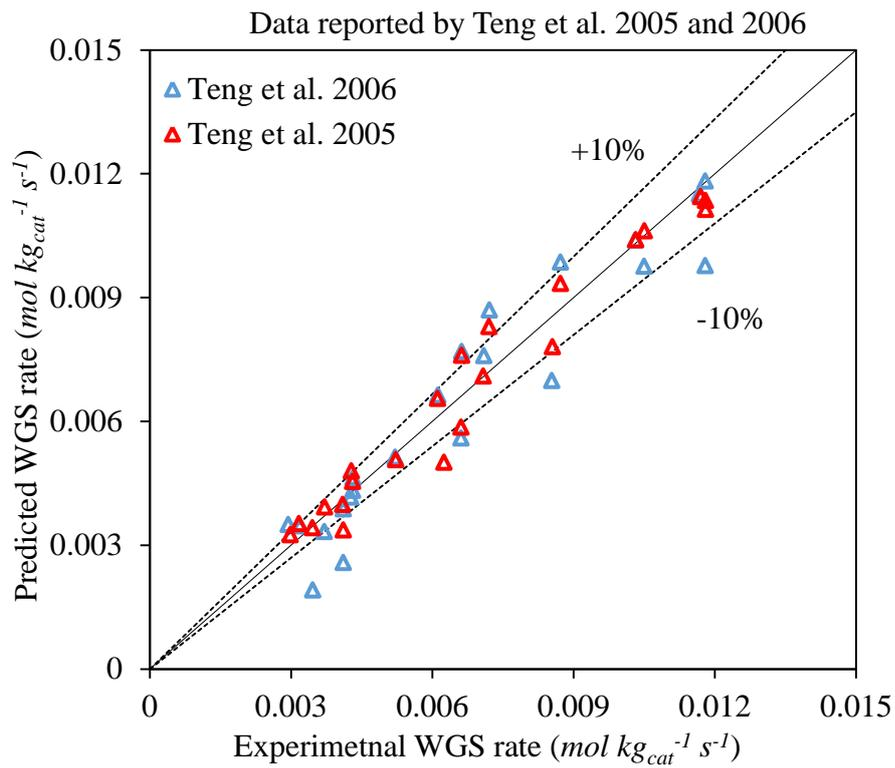 Data reported by Teng et al. 2005 and 2006
0.015
Teng et al. 2006
Teng et al. 2005
+10%
0.012
0.009
-10%
0.006
0.003
0
Predicted WGS rate (mol kg_cat^-1 s^-1)
0 0.003 0.006 0.009 0.012 0.015
Experimetnal WGS rate (mol kg_cat^-1 s^-1)